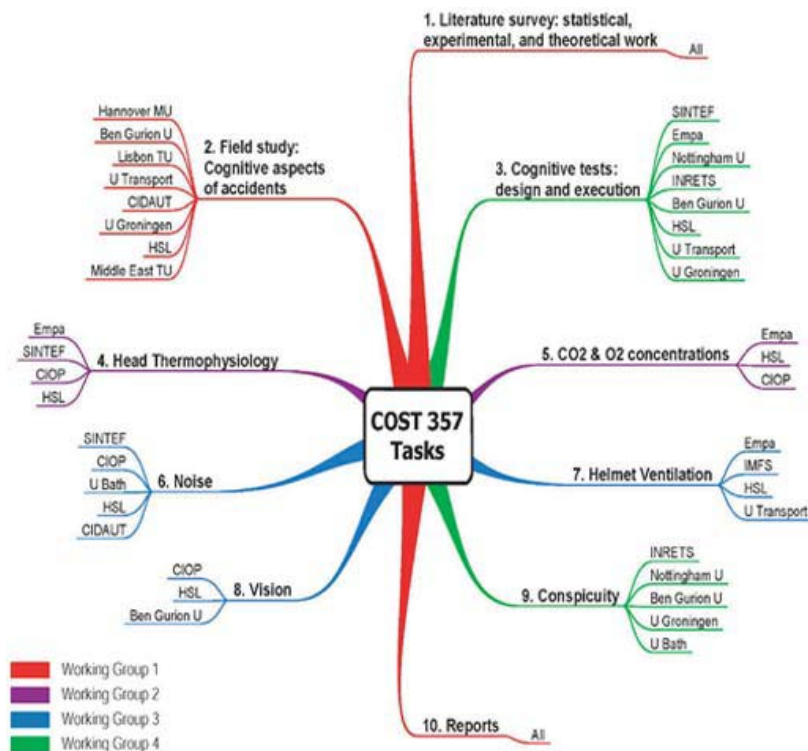 1. Literature survey: statistical,
experimental, and theoretical work
All
Hannover MU
Ben Gurion U
Lisbon TU
U Transport
CIDAUT
U Groningen
HSL
Middle East TU
2. Field study:
Cognitive aspects
of accidents
3. Cognitive tests:
design and execution
SINTEF
Empa
Nottingham U
INRETS
Ben Gurion U
HSL
U Transport
U Groningen
Empa
SINTEF
CIOP
HSL
4. Head Thermophysiology
5. CO2 & O2 concentrations
Empa
HSL
CIOP
COST 357
Tasks
SINTEF
CIOP
U Bath
HSL
CIDAUT
6. Noise
7. Helmet Ventilation
Empa
IMFS
HSL
U Transport
CIOP
HSL
Ben Gurion U
8. Vision
9. Conspicuity
INRETS
Nottingham U
Ben Gurion U
U Groningen
U Bath
10. Reports
All
Working Group 1
Working Group 2
Working Group 3
Working Group 4